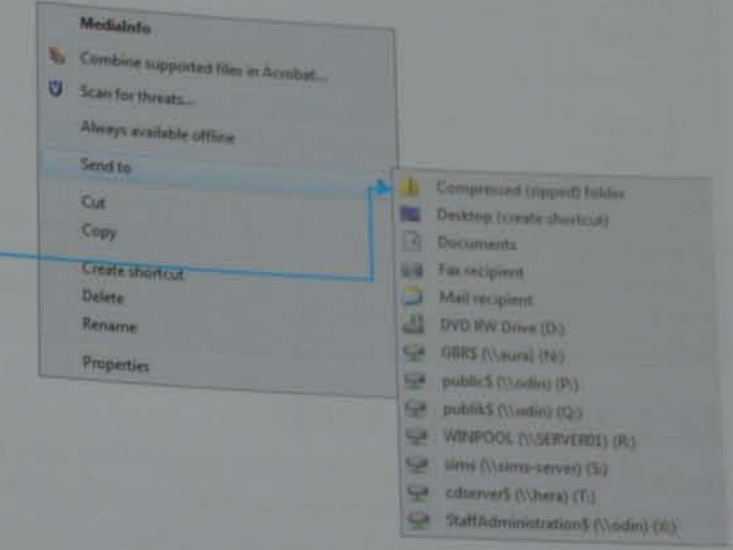 MediaInfo
Combine supported files in Acrobat...
Scan for threats...
Always available offline
Send to
Cut
Copy
Create shortcut
Delete
Rename
Properties
Compressed (zipped) folder
Desktop (create shortcut)
Documents
Fax recipient
Mail recipient
DVD RW Drive (D:)
GBR$ (\\aura) (N:)
public$ (\\odin) (P:)
publik$ (\\odin) (Q:)
WINPOOL (\\SERVER01) (R:)
sims (\\sims-server) (S:)
cdserver$ (\\hera) (T:)
StaffAdministration$ (\\odin) (X:)